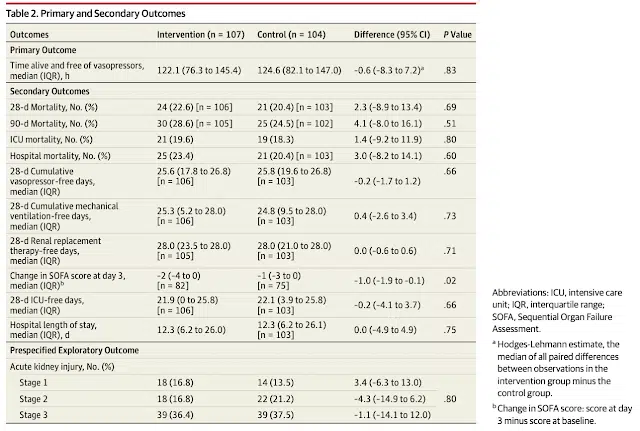 Table 2. Primary and Secondary Outcomes
Outcomes Intervention (n = 107) Control (n = 104) Difference (95% CI) P Value
Primary Outcome
Time alive and free of vasopressors, median (IQR), h 122.1 (76.3 to 145.4) 124.6 (82.1 to 147.0) −0.6 (−8.3 to 7.2)a .83
Secondary Outcomes
28-d Mortality, No. (%) 24 (22.6) [n = 106] 21 (20.4) [n = 103] 2.3 (−8.9 to 13.4) .69
90-d Mortality, No. (%) 30 (28.6) [n = 105] 25 (24.5) [n = 102] 4.1 (−8.0 to 16.1) .51
ICU mortality, No. (%) 21 (19.6) 19 (18.3) 1.4 (−9.2 to 11.9) .80
Hospital mortality, No. (%) 25 (23.4) 21 (20.4) [n = 103] 3.0 (−8.2 to 14.1) .60
28-d Cumulative vasopressor-free days, median (IQR) 25.6 (17.8 to 26.8) [n = 106] 25.8 (19.6 to 26.8) [n = 103] −0.2 (−1.7 to 1.2) .66
28-d Cumulative mechanical ventilation-free days, median (IQR) 25.3 (5.2 to 28.0) [n = 106] 24.8 (9.5 to 28.0) [n = 103] 0.4 (−2.6 to 3.4) .73
28-d Renal replacement therapy-free days, median (IQR) 28.0 (23.5 to 28.0) [n = 105] 28.0 (21.0 to 28.0) [n = 103] 0.0 (−0.6 to 0.6) .71
Change in SOFA score at day 3, median (IQR)b −2 (−4 to 0) [n = 82] −1 (−3 to 0) [n = 75] −1.0 (−1.9 to -0.1) .02
28-d ICU-free days, median (IQR) 21.9 (0 to 25.8) [n = 106] 22.1 (3.9 to 25.8) [n = 103] −0.2 (−4.1 to 3.7) .66
Hospital length of stay, median (IQR), d 12.3 (6.2 to 26.0) 12.3 (6.2 to 26.1) [n = 103] 0.0 (−4.9 to 4.9) .75
Prespecified Exploratory Outcome
Acute kidney injury, No. (%)
Stage 1 18 (16.8) 14 (13.5) 3.4 (−6.3 to 13.0)
Stage 2 18 (16.8) 22 (21.2) −4.3 (−14.9 to 6.2) .80
Stage 3 39 (36.4) 39 (37.5) −1.1 (−14.1 to 12.0)
Abbreviations: ICU, intensive care
unit; IQR, interquartile range;
SOFA, Sequential Organ Failure
Assessment.
a Hodges-Lehmann estimate, the
median of all paired differences
between observations in the
intervention group minus the
control group.
b Change in SOFA score: score at day
3 minus score at baseline.